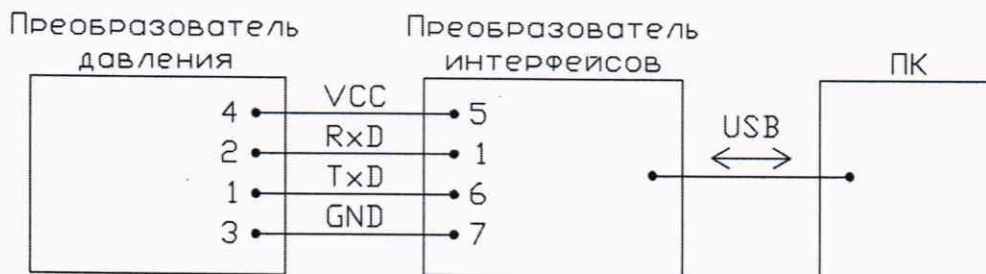 Преобразователь
давления
Преобразователь
интерфейсов
ПК
4 VCC 5
2 RxD 1
1 TxD 6
3 GND 7
USB